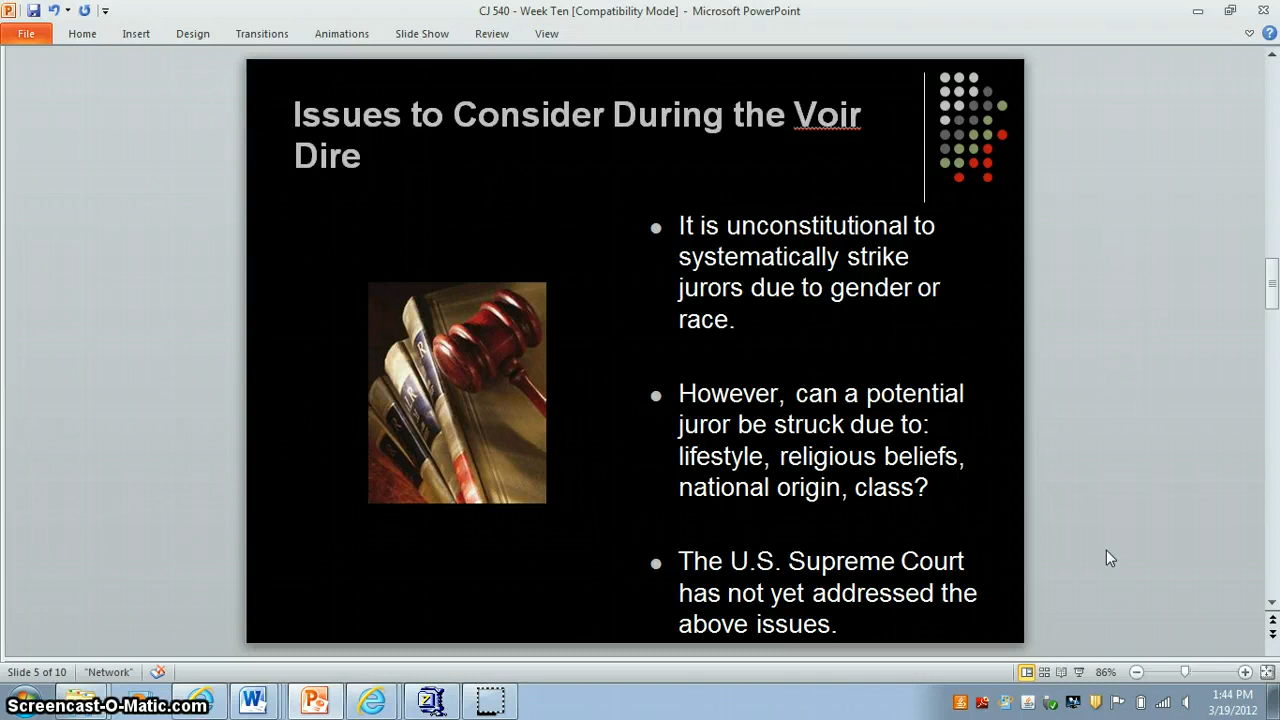 CJ 540 - Week Ten [Compatibility Mode] - Microsoft PowerPoint
File Home Insert Design Transitions Animations Slide Show Review View
Issues to Consider During the Voir
Dire
It is unconstitutional to
systematically strike
jurors due to gender or
race.
However, can a potential
juror be struck due to:
lifestyle, religious beliefs,
national origin, class?
The U.S. Supreme Court
has not yet addressed the
above issues.
Slide 5 of 10 "Network" 86%
Screencast-O-Matic.com
1:44 PM
3/19/2012